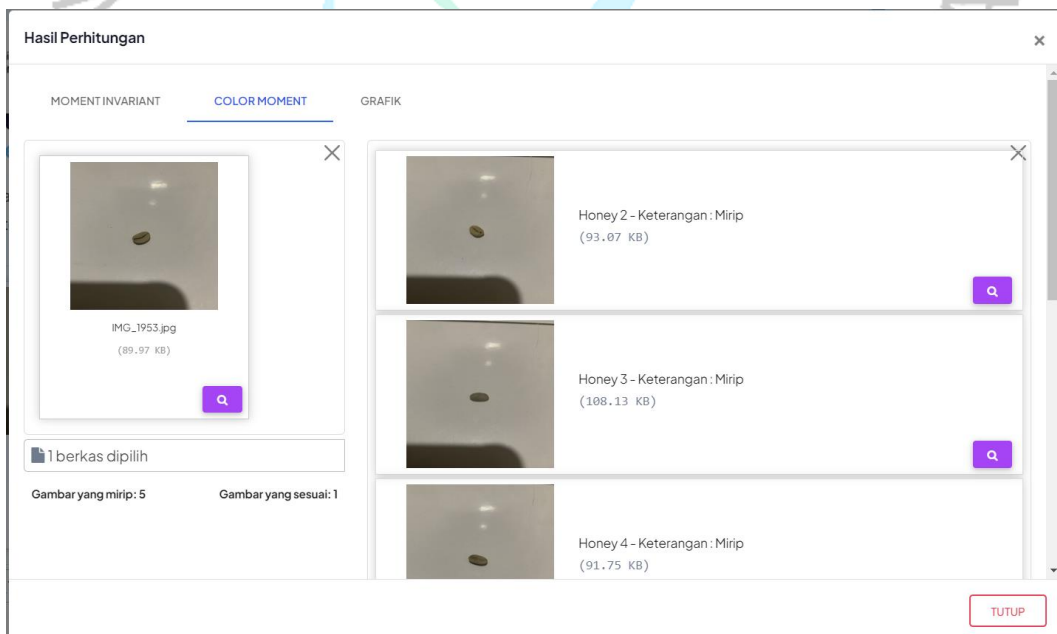 Hasil Perhitungan
MOMENT INVARIANT
COLOR MOMENT
GRAFIK
IMG_1953.jpg
(89.97 KB)
1 berkas dipilih
Gambar yang mirip: 5
Gambar yang sesuai: 1
Honey 2 - Keterangan : Mirip
(93.07 KB)
Honey 3 - Keterangan : Mirip
(108.13 KB)
Honey 4 - Keterangan : Mirip
(91.75 KB)
TUTUP